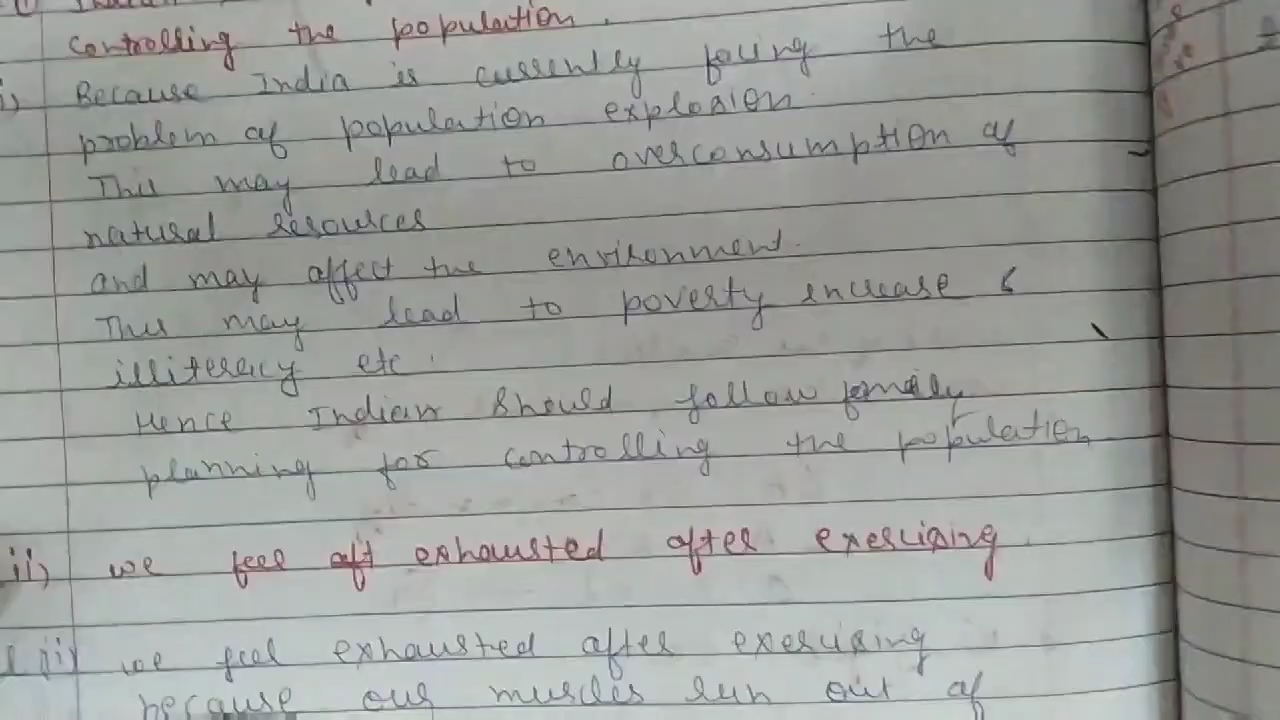 controlling the population.
i) Because India is currently facing the
problem of population explosion.
This may lead to overconsumption of
natural resources
and may affect the environment.
This may lead to poverty increase &
illiteracy etc.
Hence Indian should follow family
planning for controlling the population
ii) we feel aft exhausted after exercising
ii) we feel exhausted after exercising
because our muscles run out of